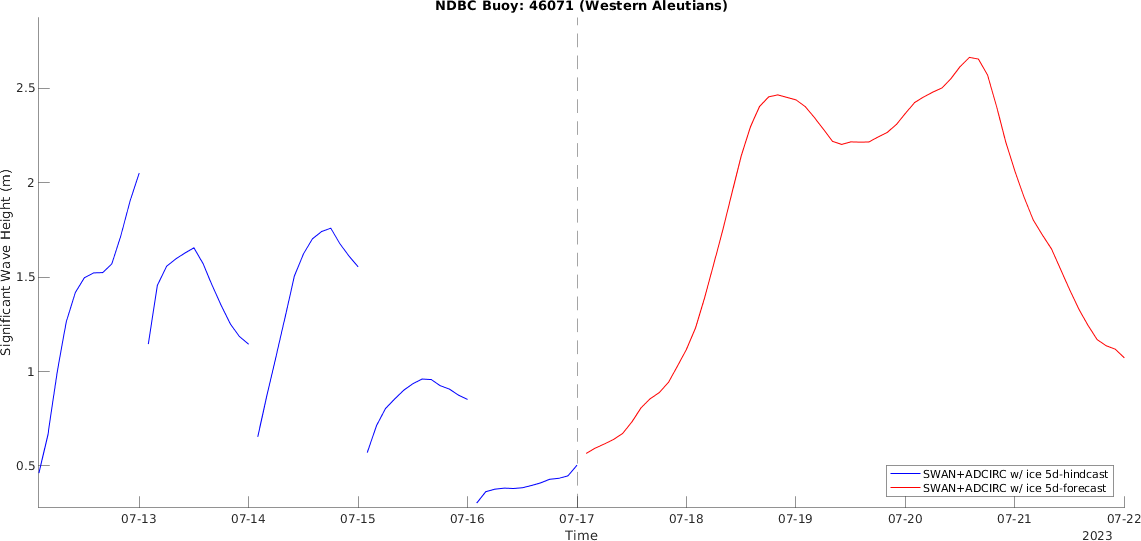 NDBC Buoy: 46071 (Western Aleutians)
Significant Wave Height (m)
2.5
2
1.5
1
0.5
SWAN+ADCIRC w/ ice 5d-hindcast
SWAN+ADCIRC w/ ice 5d-forecast
07-13 07-14 07-15 07-16 07-17 07-18 07-19 07-20 07-21 07-22
Time
2023